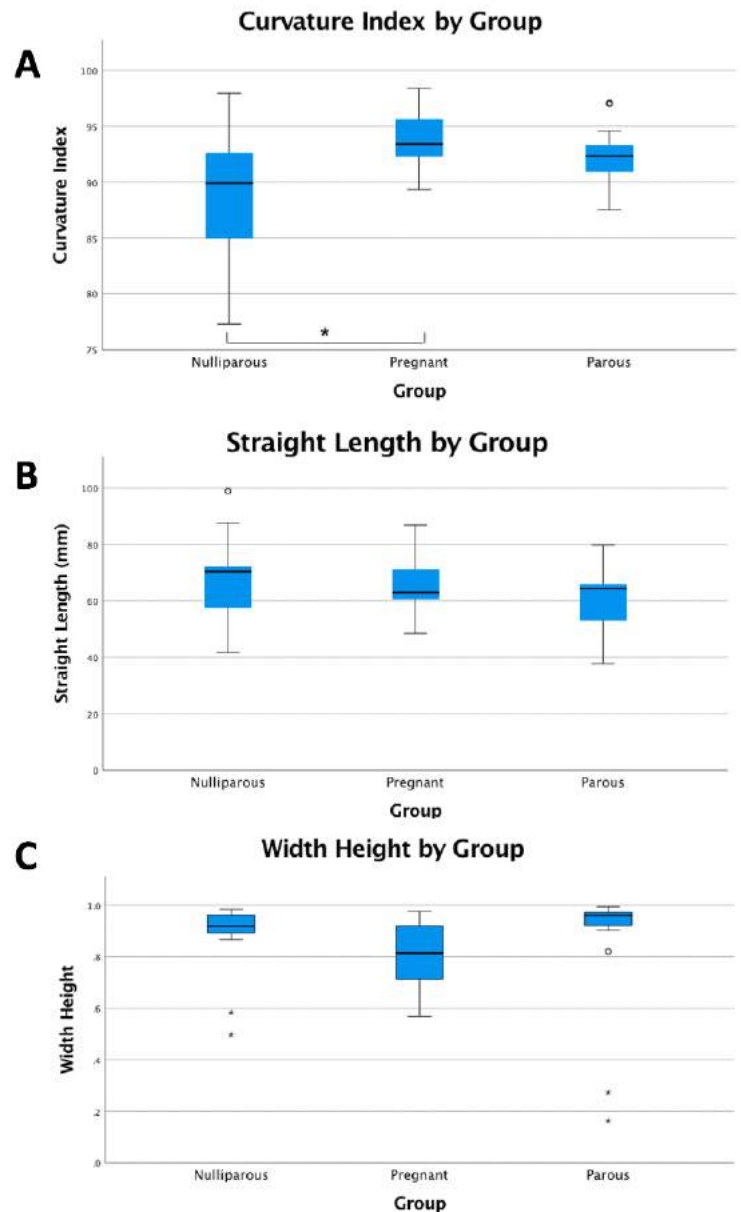 Curvature Index by Group
A
100
95
90
85
80
75
Curvature Index
*
Nulliparous Pregnant Parous
Group
Straight Length by Group
B
100
80
60
40
20
0
Straight Length (mm)
Nulliparous Pregnant Parous
Group
Width Height by Group
C
1.0
.8
.6
.4
.2
.0
Width Height
Nulliparous Pregnant Parous
Group